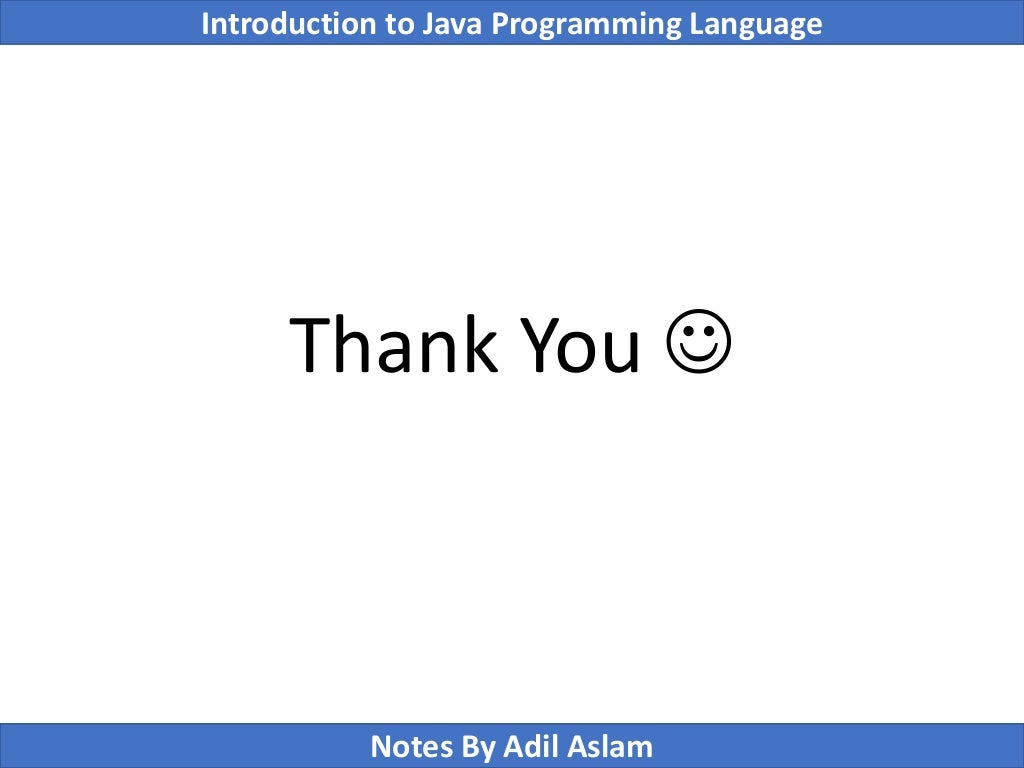 Introduction to Java Programming Language
Thank You ☺
Notes By Adil Aslam